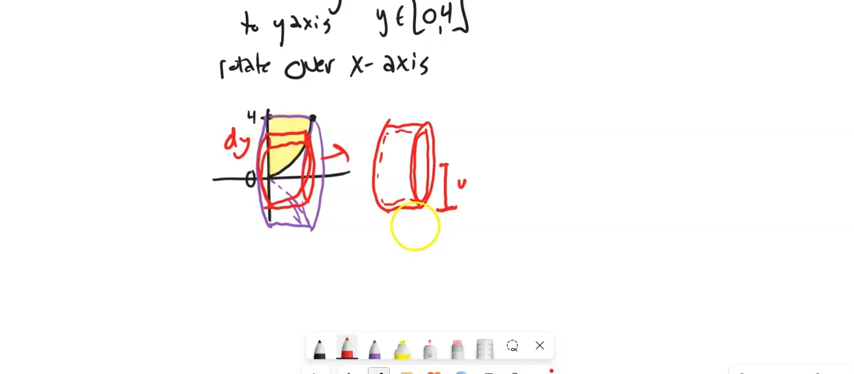 to y axis y ∈ [0,4]
rotate over x-axis
4
dy
0